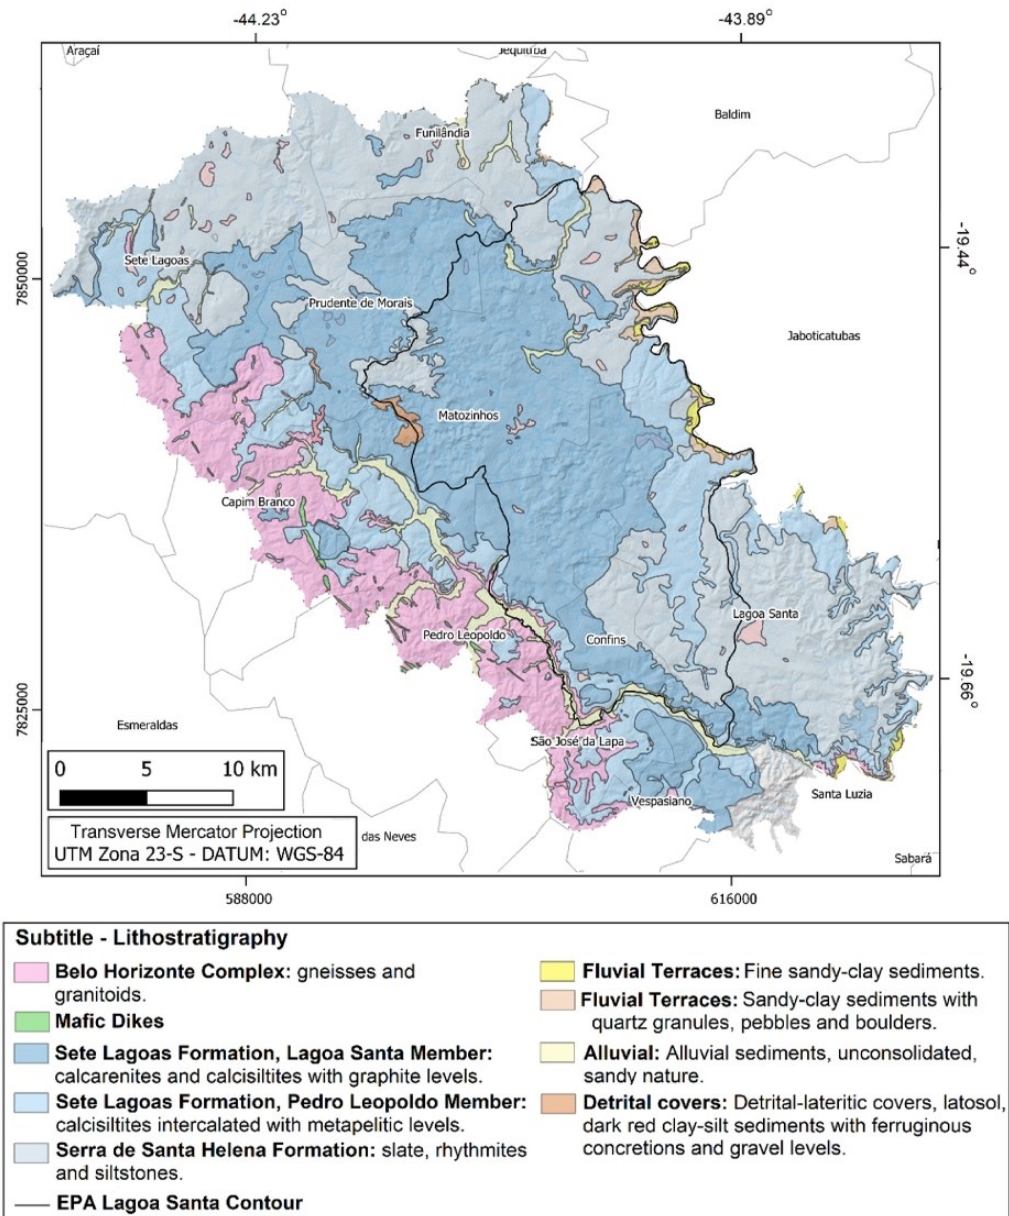 -44.23°
-43.89°
Araçaí
Jequitibá
Baldim
Funilândia
-19.44°
Sete Lagoas
7850000
Prudente de Morais
Jaboticatubas
Matozinhos
Capim Branco
Lagoa Santa
Pedro Leopoldo
Confins
-19.66°
7825000
Esmeraldas
São José da Lapa
0 5 10 km
Santa Luzia
Vespasiano
Transverse Mercator Projection
das Neves
UTM Zona 23-S - DATUM: WGS-84
Sabará
588000
616000
Subtitle - Lithostratigraphy
Belo Horizonte Complex: gneisses and
granitoids.
Mafic Dikes
Sete Lagoas Formation, Lagoa Santa Member:
calcarenites and calcisiltites with graphite levels.
Sete Lagoas Formation, Pedro Leopoldo Member:
calcisiltites intercalated with metapelitic levels.
Serra de Santa Helena Formation: slate, rhythmites
and siltstones.
EPA Lagoa Santa Contour
Fluvial Terraces: Fine sandy-clay sediments.
Fluvial Terraces: Sandy-clay sediments with
quartz granules, pebbles and boulders.
Alluvial: Alluvial sediments, unconsolidated,
sandy nature.
Detrital covers: Detrital-lateritic covers, latosol,
dark red clay-silt sediments with ferruginous
concretions and gravel levels.